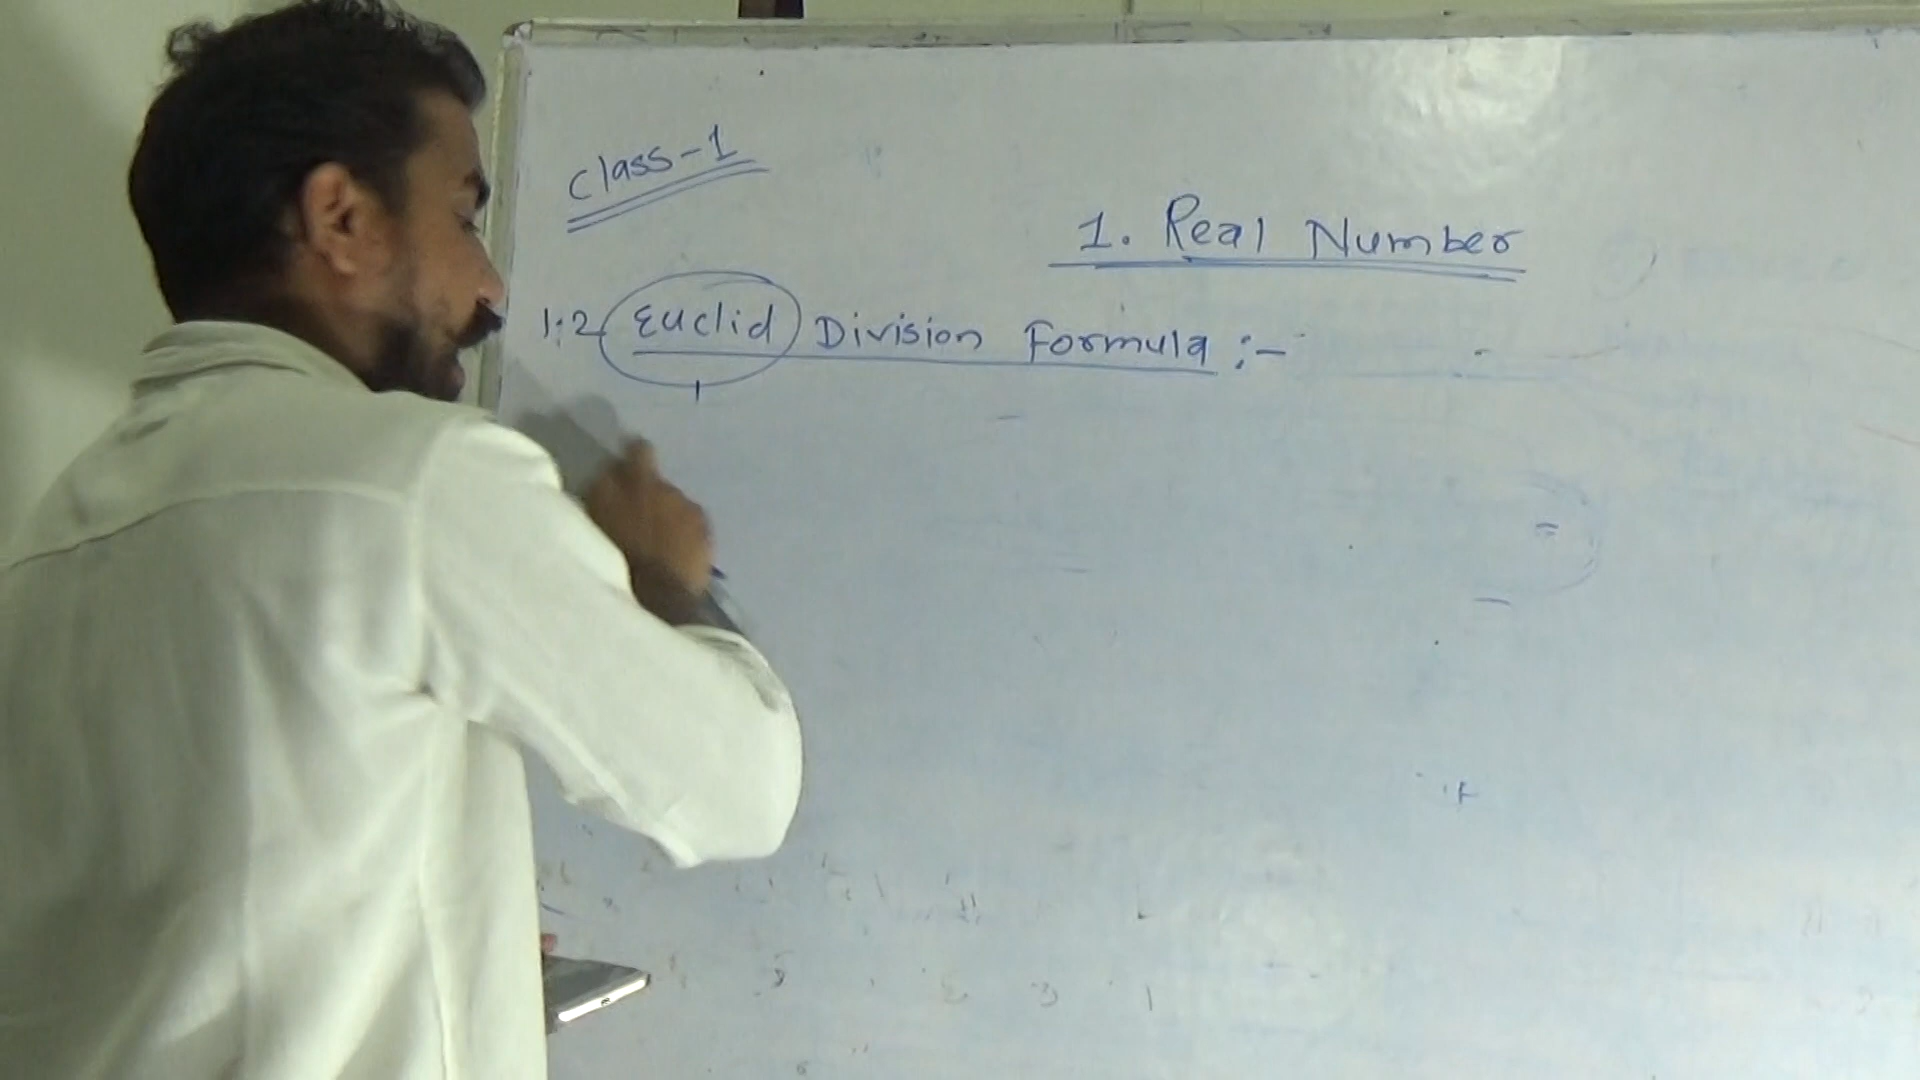 Class-1
1. Real Number
1:2 Euclid Division Formula :-